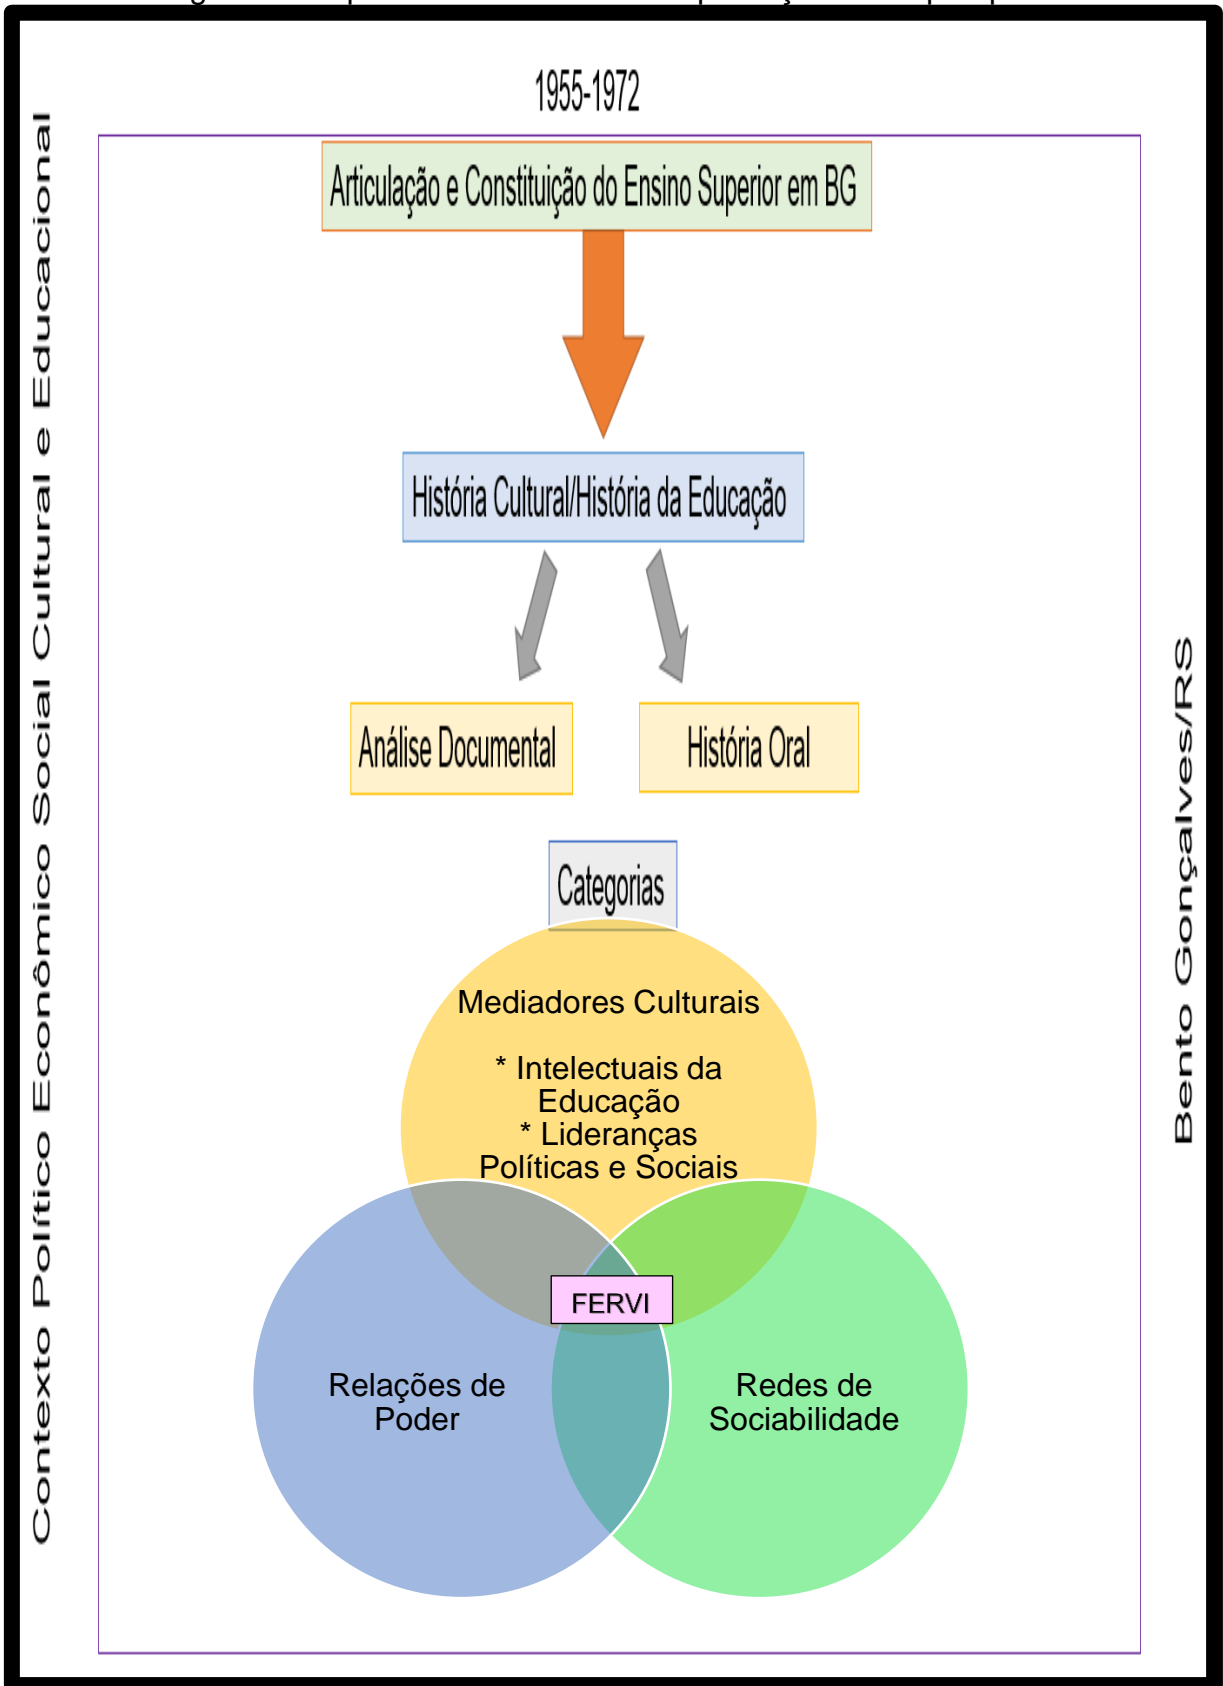 1955-1972
Contexto Político Econômico Social Cultural e Educacional
Articulação e Constituição do Ensino Superior em BG
História Cultural/História da Educação
Análise Documental
História Oral
Bento Gonçalves/RS
Categorias
Mediadores Culturais
* Intelectuais da
Educação
* Lideranças
Políticas e Sociais
FERVI
Relações de
Poder
Redes de
Sociabilidade